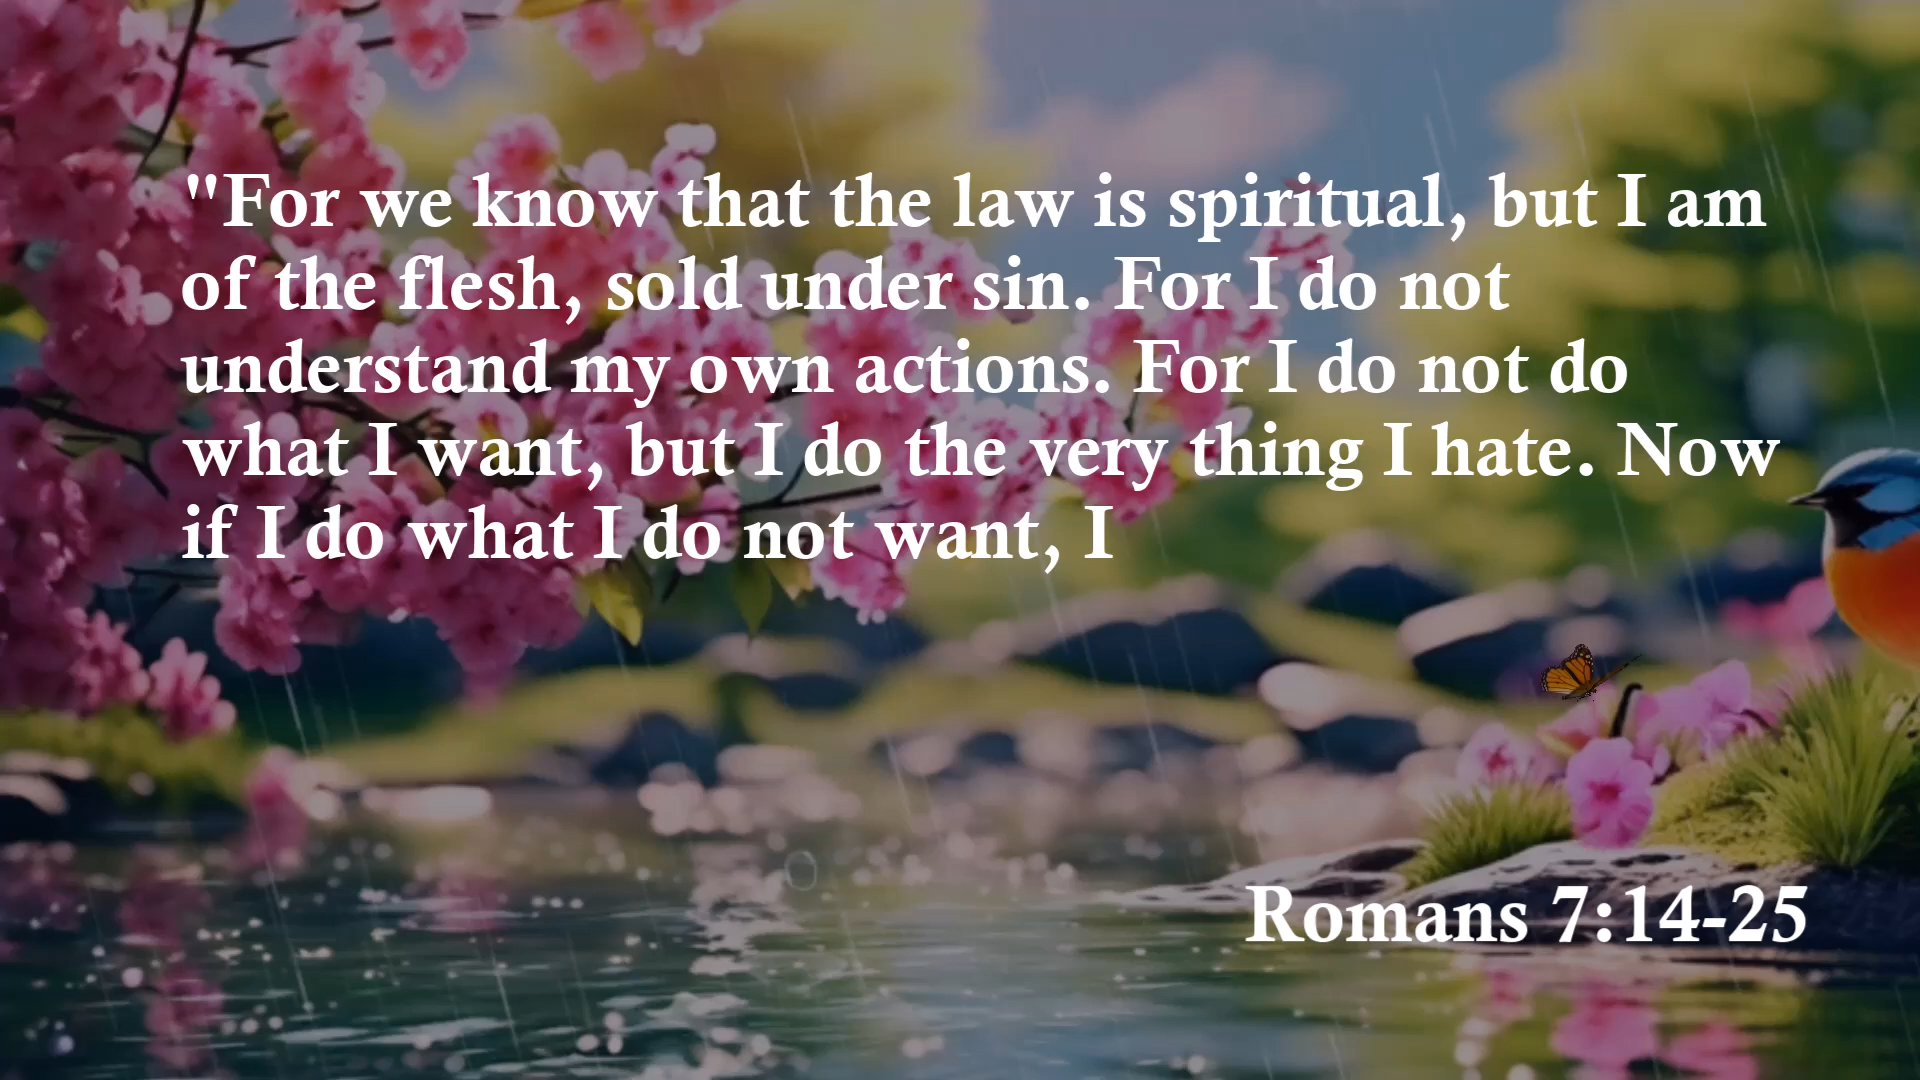 "For we know that the law is spiritual, but I am
of the flesh, sold under sin. For I do not
understand my own actions. For I do not do
what I want, but I do the very thing I hate. Now
if I do what I do not want, I
Romans 7:14-25